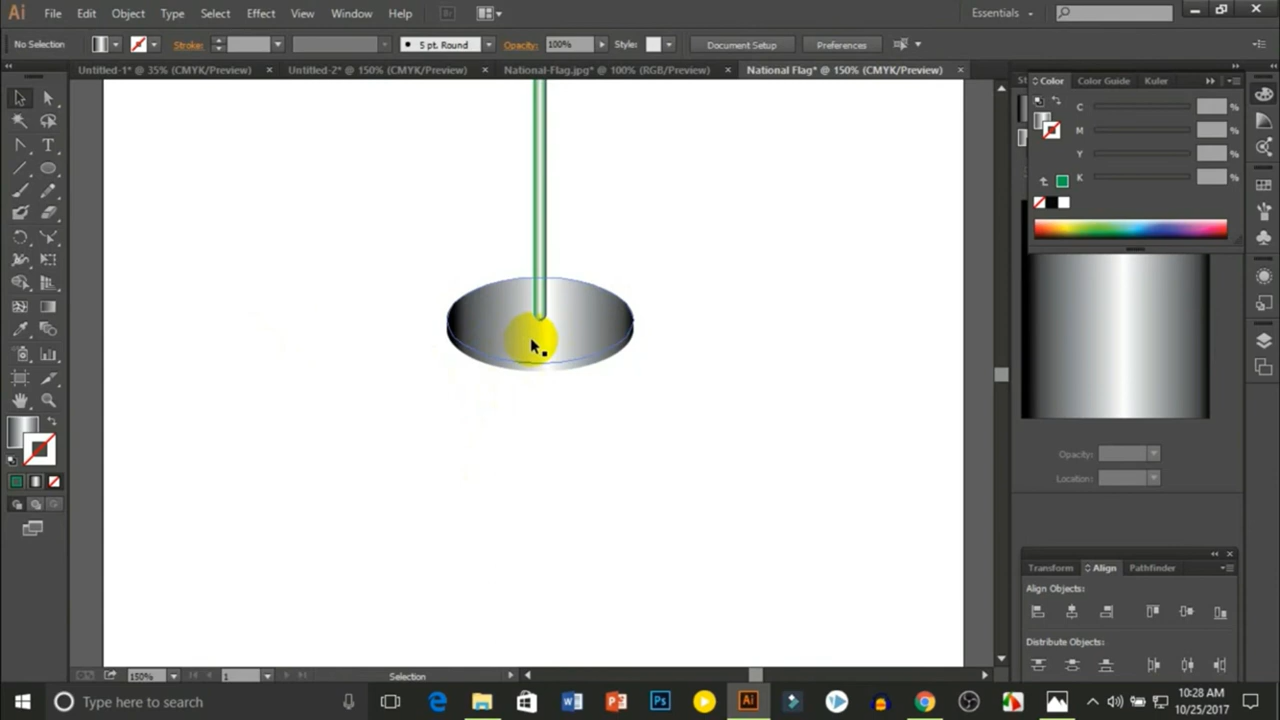 Ai File Edit Object Type Select Effect View Window Help Br Essentials
No Selection Stroke: 5 pt. Round Opacity: 100% Style: Document Setup Preferences
Untitled-1* @ 35% (CMYK/Preview) Untitled-2* @ 150% (CMYK/Preview) National-Flag.jpg* @ 100% (RGB/Preview) National Flag* @ 150% (CMYK/Preview)
Color Color Guide Kuler
C %
M %
Y %
K %
Opacity:
Location:
Transform Align Pathfinder
Align Objects:
Distribute Objects:
150% 1 Selection
Type here to search
10:28 AM
10/25/2017